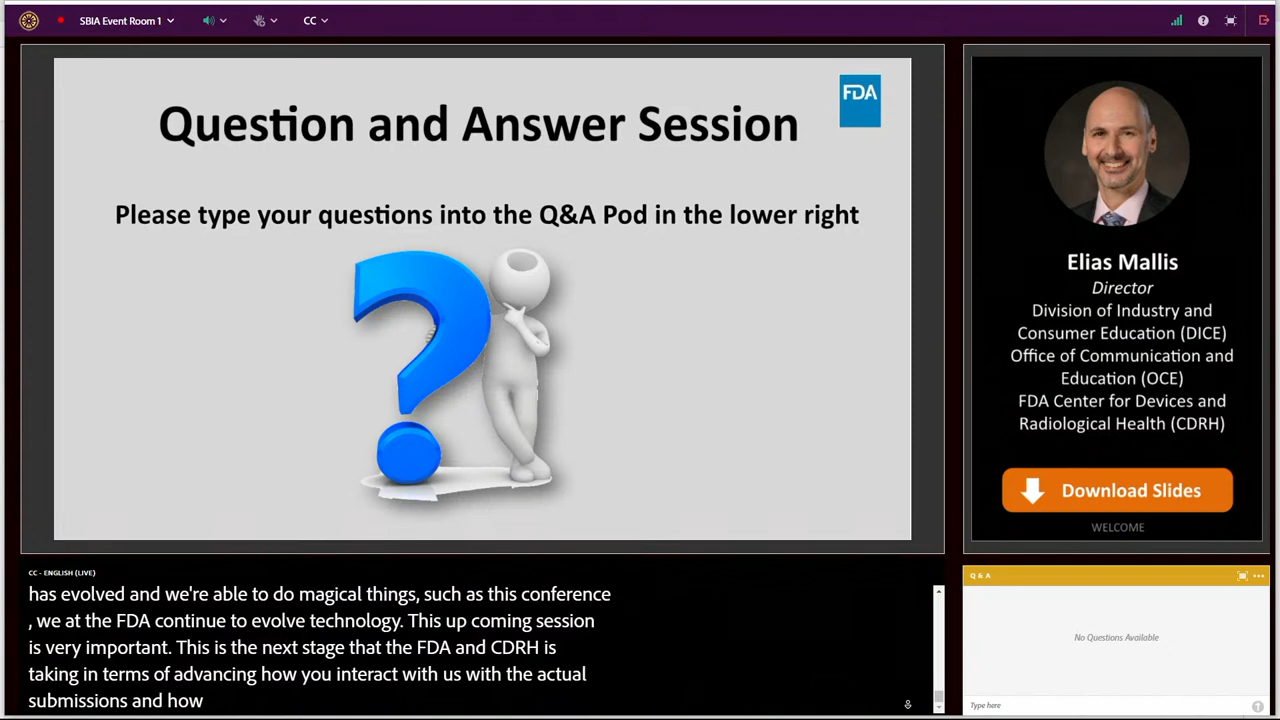 SBIA Event Room 1
CC
FDA
Question and Answer Session
Please type your questions into the Q&A Pod in the lower right
Elias Mallis
Director
Division of Industry and
Consumer Education (DICE)
Office of Communication and
Education (OCE)
FDA Center for Devices and
Radiological Health (CDRH)
Download Slides
WELCOME
CC - ENGLISH (LIVE)
has evolved and we're able to do magical things, such as this conference
, we at the FDA continue to evolve technology. This up coming session
is very important. This is the next stage that the FDA and CDRH is
taking in terms of advancing how you interact with us with the actual
submissions and how
Q & A
No Questions Available
Type here